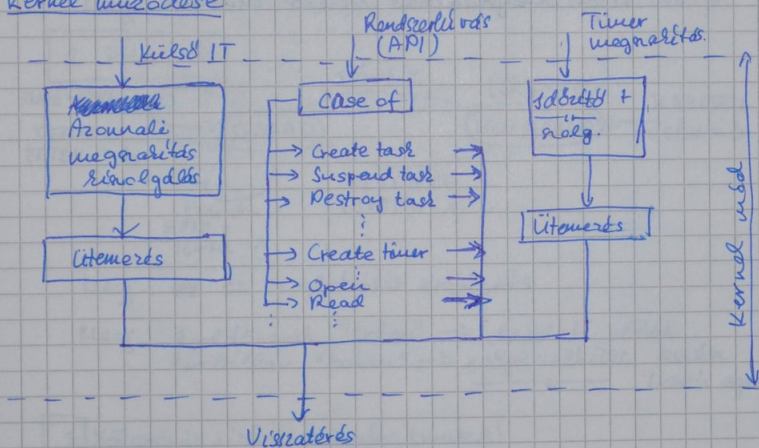 Kernel működése
Külső IT
Rendszerhívás
(API)
Timer
megszakítás.
Azonnali
megszakítás
kiszolgálás
Ütemezés
Case of
Create task
Suspend task
Destroy task
Create timer
Open
Read
Időzítő +
szolg.
Ütemezés
Kernel mód
Visszatérés